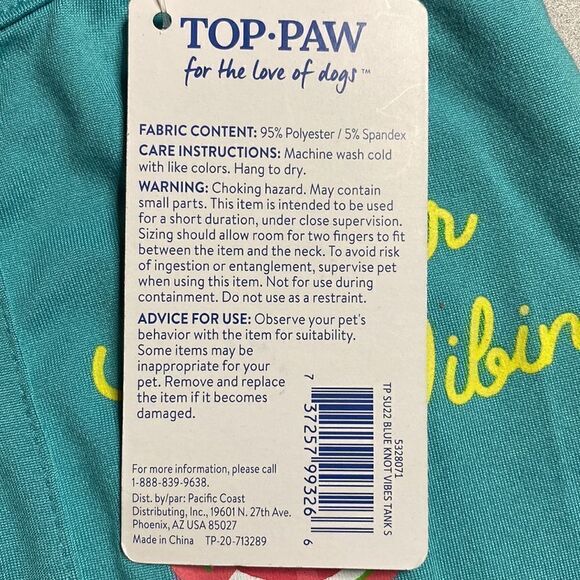 TOP•PAW
for the love of dogs™
FABRIC CONTENT: 95% Polyester / 5% Spandex
CARE INSTRUCTIONS: Machine wash cold
with like colors. Hang to dry.
WARNING: Choking hazard. May contain
small parts. This item is intended to be used
for a short duration, under close supervision.
Sizing should allow room for two fingers to fit
between the item and the neck. To avoid risk
of ingestion or entanglement, supervise pet
when using this item. Not for use during
containment. Do not use as a restraint.
ADVICE FOR USE: Observe your pet's
behavior with the item for suitability.
Some items may be
inappropriate for your
pet. Remove and replace
the item if it becomes
damaged.
For more information, please call
1-888-839-9638.
Dist. by/par: Pacific Coast
Distributing, Inc., 19601 N. 27th Ave.
Phoenix, AZ USA 85027
Made in China TP-20-713289
7 37257 99326 6
5328071
TP SU22 BLUE KNOT VIBES TANK S
Vibin